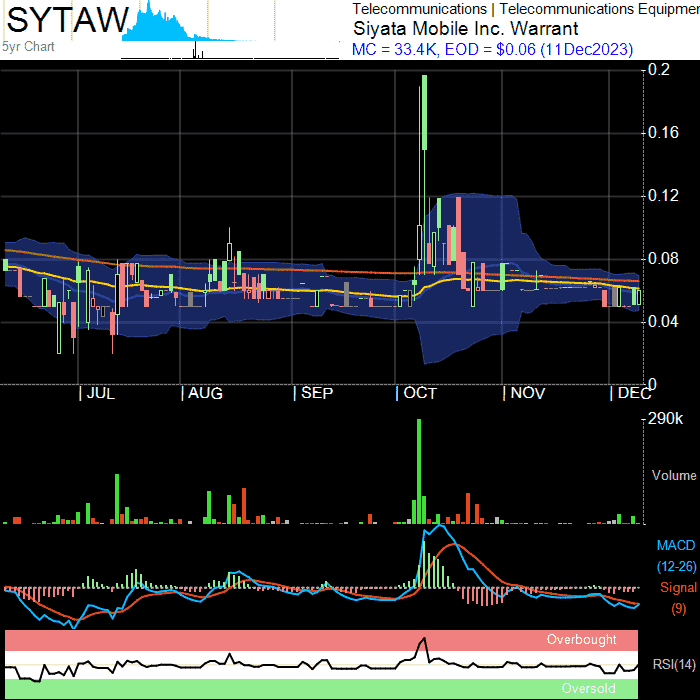 SYTAW
5yr Chart
Telecommunications | Telecommunications Equipmen
Siyata Mobile Inc. Warrant
MC = 33.4K, EOD = $0.06 (11Dec2023)
0.2
0.16
0.12
0.08
0.04
0
| JUL | AUG | SEP | OCT | NOV | DEC
290k
Volume
MACD
(12-26)
Signal
(9)
Overbought
RSI(14)
Oversold